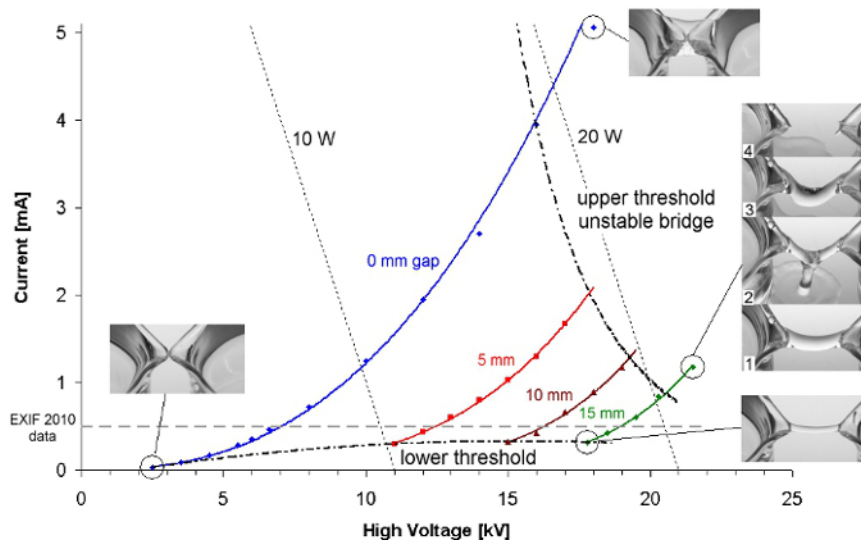 5
4
3
2
1
0
Current [mA]
10 W
20 W
upper threshold
unstable bridge
0 mm gap
5 mm
10 mm
15 mm
EXIF 2010
data
lower threshold
4
3
2
1
0
5
10
15
20
25
High Voltage [kV]